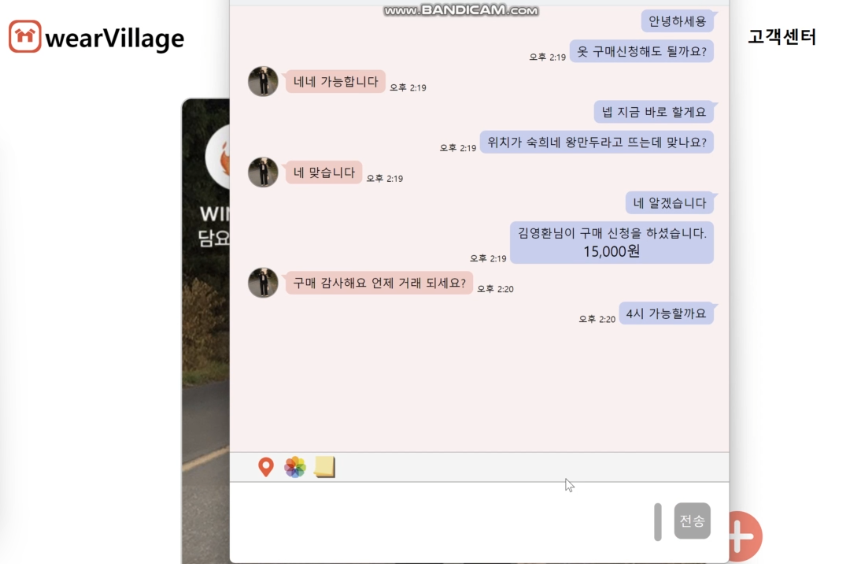 www.BANDICAM.com
wearVillage
고객센터
안녕하세용
옷 구매신청해도 될까요?
오후 2:19
네네 가능합니다
오후 2:19
넵 지금 바로 할게요
위치가 숙희네 왕만두라고 뜨는데 맞나요?
오후 2:19
네 맞습니다
오후 2:19
네 알겠습니다
WIN
담요
김영환님이 구매 신청을 하셨습니다.
15,000원
오후 2:19
구매 감사해요 언제 거래 되세요?
오후 2:20
4시 가능할까요
오후 2:20
전송